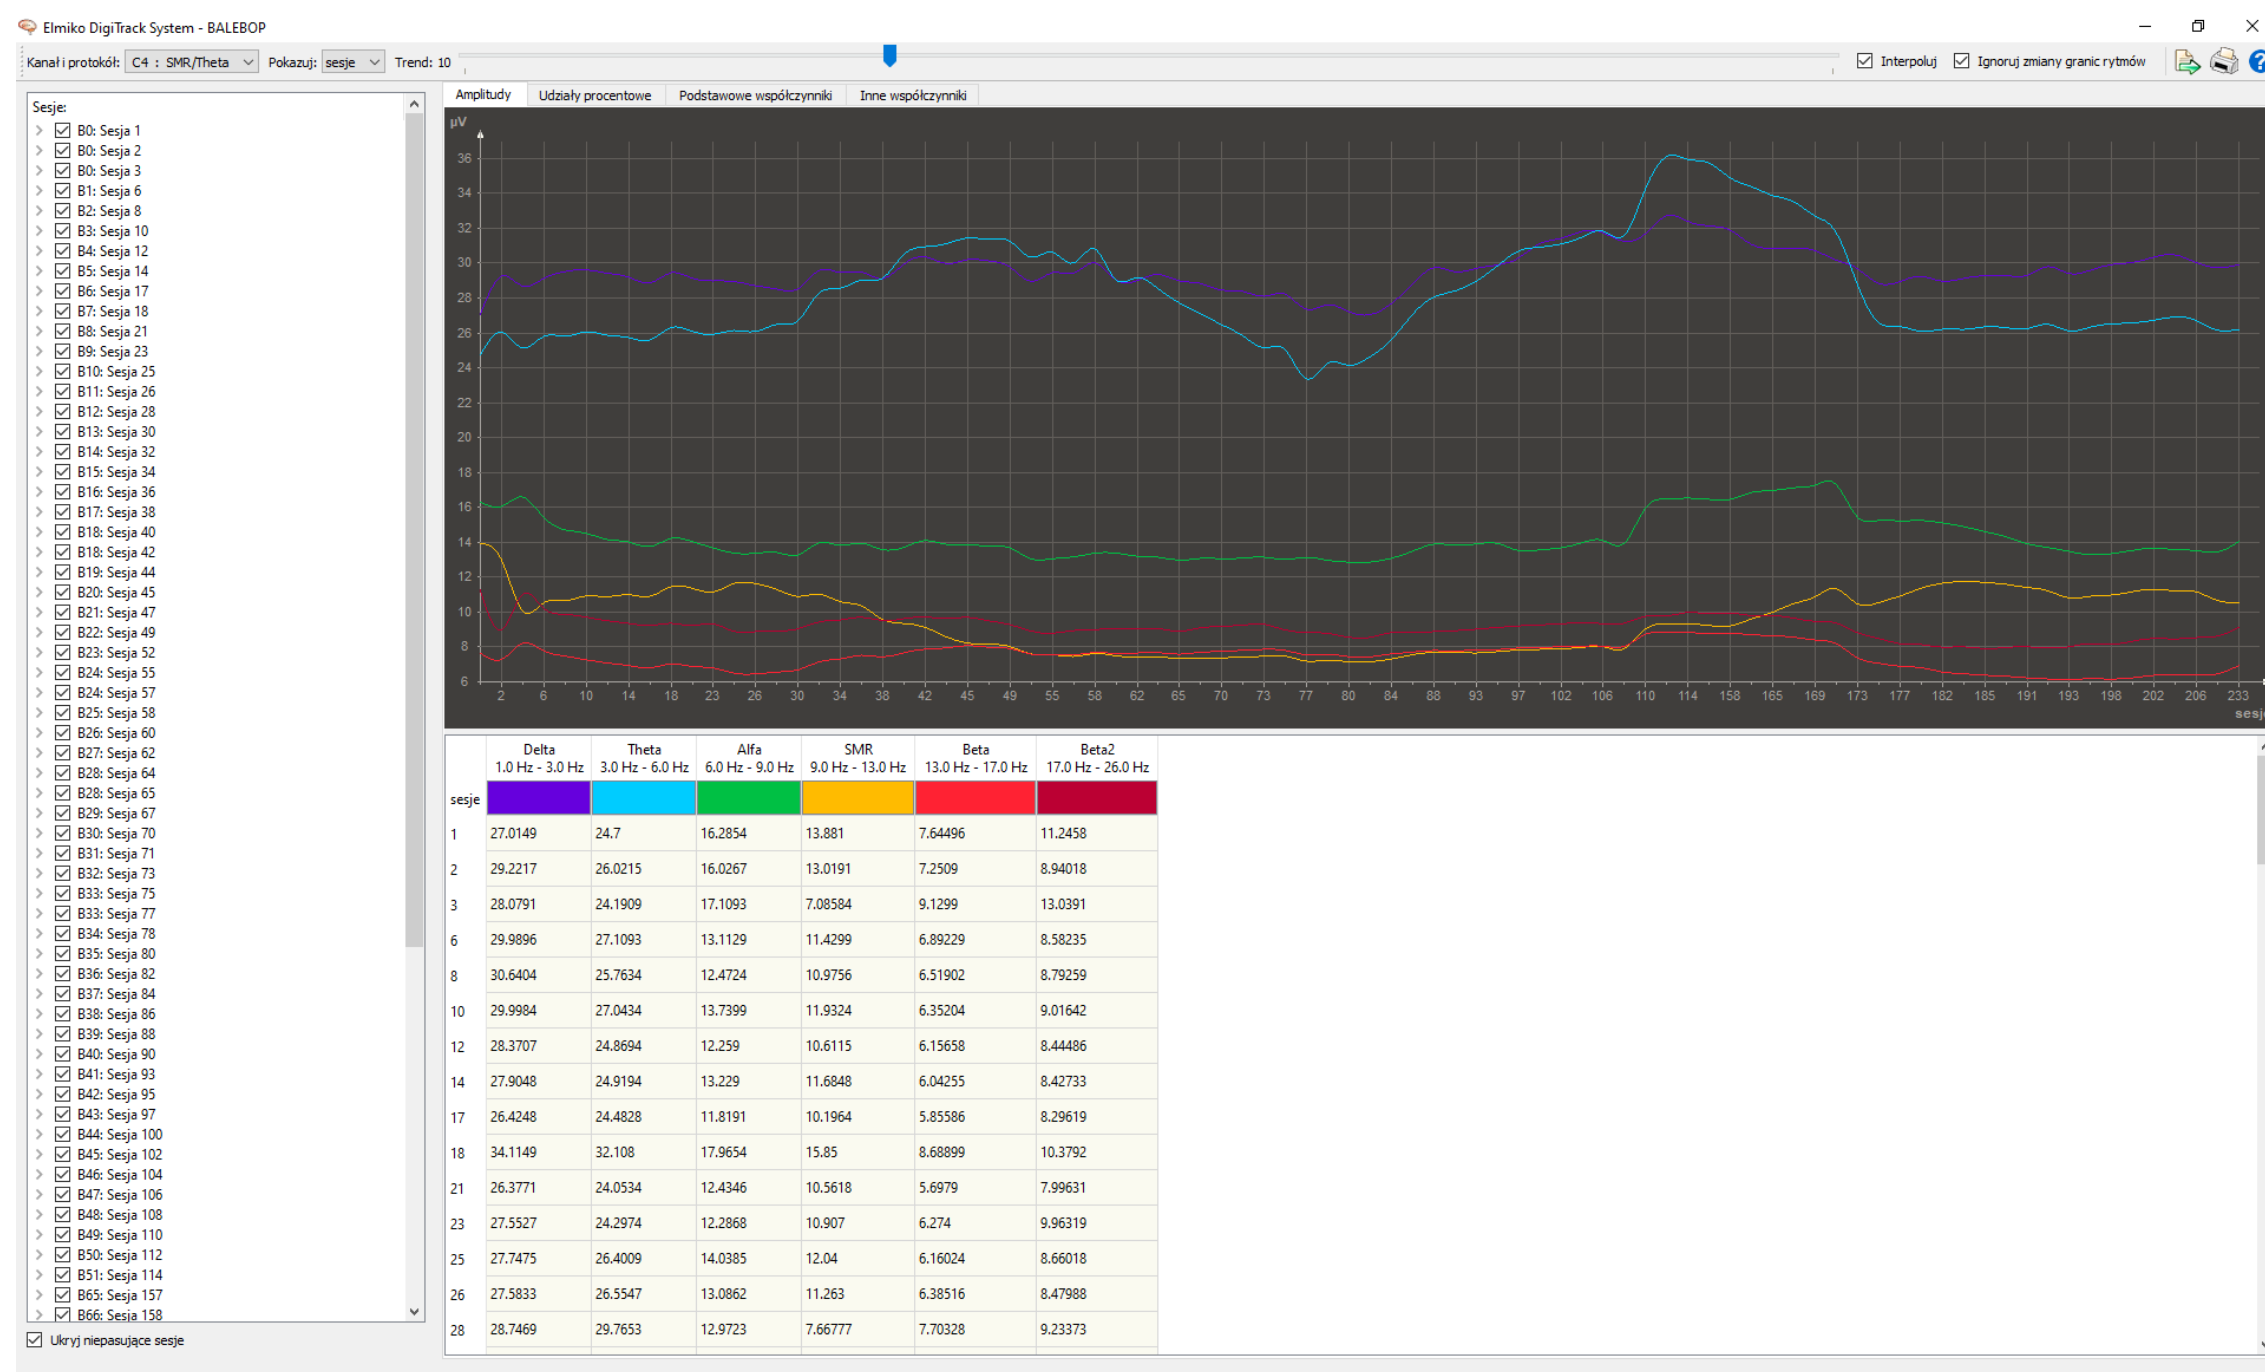 Elmiko DigiTrack System - BALEBOP
Kanał i protokół: C4 : SMR/Theta Pokazuj: sesje Trend: 10 Interpoluj Ignoruj zmiany granic rytmów
Sesje:
B0: Sesja 1
B0: Sesja 2
B0: Sesja 3
B1: Sesja 6
B2: Sesja 8
B3: Sesja 10
B4: Sesja 12
B5: Sesja 14
B6: Sesja 17
B7: Sesja 18
B8: Sesja 21
B9: Sesja 23
B10: Sesja 25
B11: Sesja 26
B12: Sesja 28
B13: Sesja 30
B14: Sesja 32
B15: Sesja 34
B16: Sesja 36
B17: Sesja 38
B18: Sesja 40
B18: Sesja 42
B19: Sesja 44
B20: Sesja 45
B21: Sesja 47
B22: Sesja 49
B23: Sesja 52
B24: Sesja 55
B24: Sesja 57
B25: Sesja 58
B26: Sesja 60
B27: Sesja 62
B28: Sesja 64
B28: Sesja 65
B29: Sesja 67
B30: Sesja 70
B31: Sesja 71
B32: Sesja 73
B33: Sesja 75
B33: Sesja 77
B34: Sesja 78
B35: Sesja 80
B36: Sesja 82
B37: Sesja 84
B38: Sesja 86
B39: Sesja 88
B40: Sesja 90
B41: Sesja 93
B42: Sesja 95
B43: Sesja 97
B44: Sesja 100
B45: Sesja 102
B46: Sesja 104
B47: Sesja 106
B48: Sesja 108
B49: Sesja 110
B50: Sesja 112
B51: Sesja 114
B65: Sesja 157
B66: Sesja 158
Ukryj niepasujące sesje
Amplitudy Udziały procentowe Podstawowe współczynniki Inne współczynniki
µV
36
34
32
30
28
26
24
22
20
18
16
14
12
10
8
6
2 6 10 14 18 23 26 30 34 38 42 45 49 55 58 62 65 70 73 77 80 84 88 93 97 102 106 110 114 158 165 169 173 177 182 185 191 193 198 202 206 233
sesje
Delta Theta Alfa SMR Beta Beta2
1.0 Hz - 3.0 Hz 3.0 Hz - 6.0 Hz 6.0 Hz - 9.0 Hz 9.0 Hz - 13.0 Hz 13.0 Hz - 17.0 Hz 17.0 Hz - 26.0 Hz
sesje
1 27.0149 24.7 16.2854 13.881 7.64496 11.2458
2 29.2217 26.0215 16.0267 13.0191 7.2509 8.94018
3 28.0791 24.1909 17.1093 7.08584 9.1299 13.0391
6 29.9896 27.1093 13.1129 11.4299 6.89229 8.58235
8 30.6404 25.7634 12.4724 10.9756 6.51902 8.79259
10 29.9984 27.0434 13.7399 11.9324 6.35204 9.01642
12 28.3707 24.8694 12.259 10.6115 6.15658 8.44486
14 27.9048 24.9194 13.229 11.6848 6.04255 8.42733
17 26.4248 24.4828 11.8191 10.1964 5.85586 8.29619
18 34.1149 32.108 17.9654 15.85 8.68899 10.3792
21 26.3771 24.0534 12.4346 10.5618 5.6979 7.99631
23 27.5527 24.2974 12.2868 10.907 6.274 9.96319
25 27.7475 26.4009 14.0385 12.04 6.16024 8.66018
26 27.5833 26.5547 13.0862 11.263 6.38516 8.47988
28 28.7469 29.7653 12.9723 7.66777 7.70328 9.23373